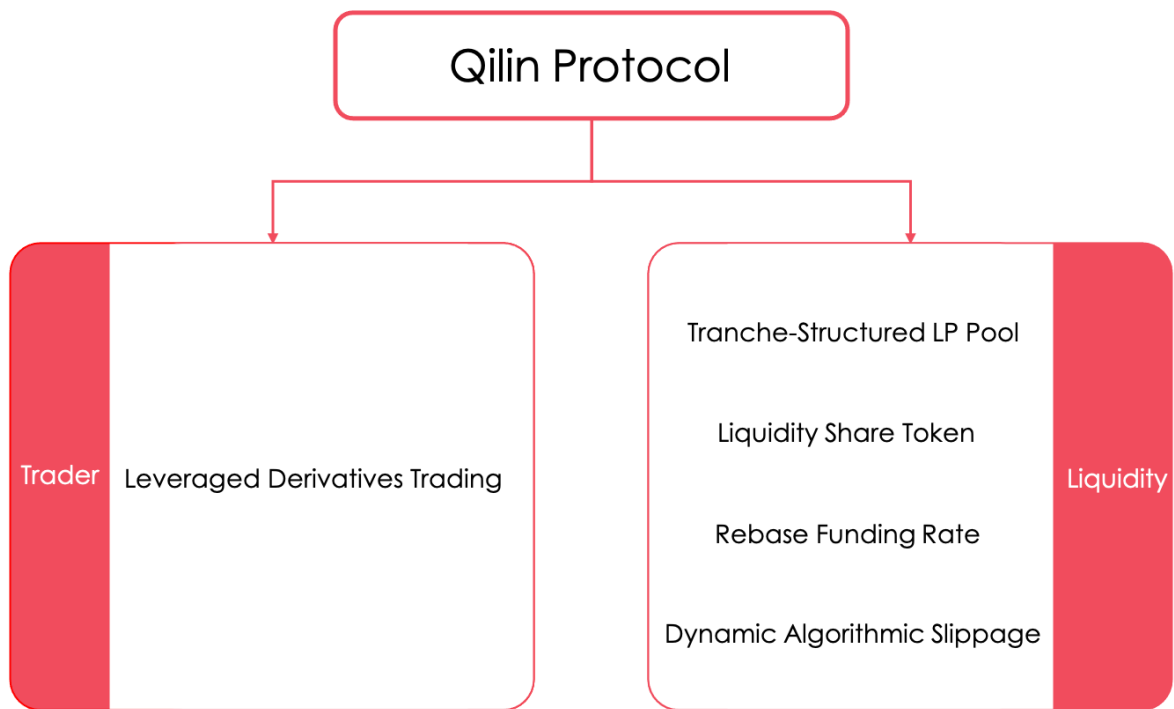 Qilin Protocol
Trader
Leveraged Derivatives Trading
Tranche-Structured LP Pool
Liquidity Share Token
Rebase Funding Rate
Dynamic Algorithmic Slippage
Liquidity